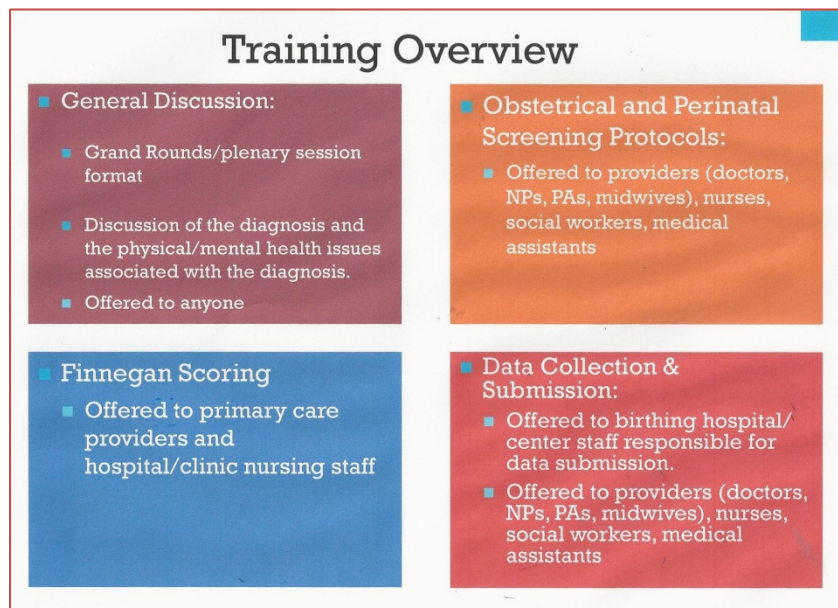 Training Overview
General Discussion:
Grand Rounds/plenary session
format
Discussion of the diagnosis and
the physical/mental health issues
associated with the diagnosis.
Offered to anyone
Obstetrical and Perinatal
Screening Protocols:
Offered to providers (doctors,
NPs, PAs, midwives), nurses,
social workers, medical
assistants
Finnegan Scoring
Offered to primary care
providers and
hospital/clinic nursing staff
Data Collection &
Submission:
Offered to birthing hospital/
center staff responsible for
data submission.
Offered to providers (doctors,
NPs, PAs, midwives), nurses,
social workers, medical
assistants